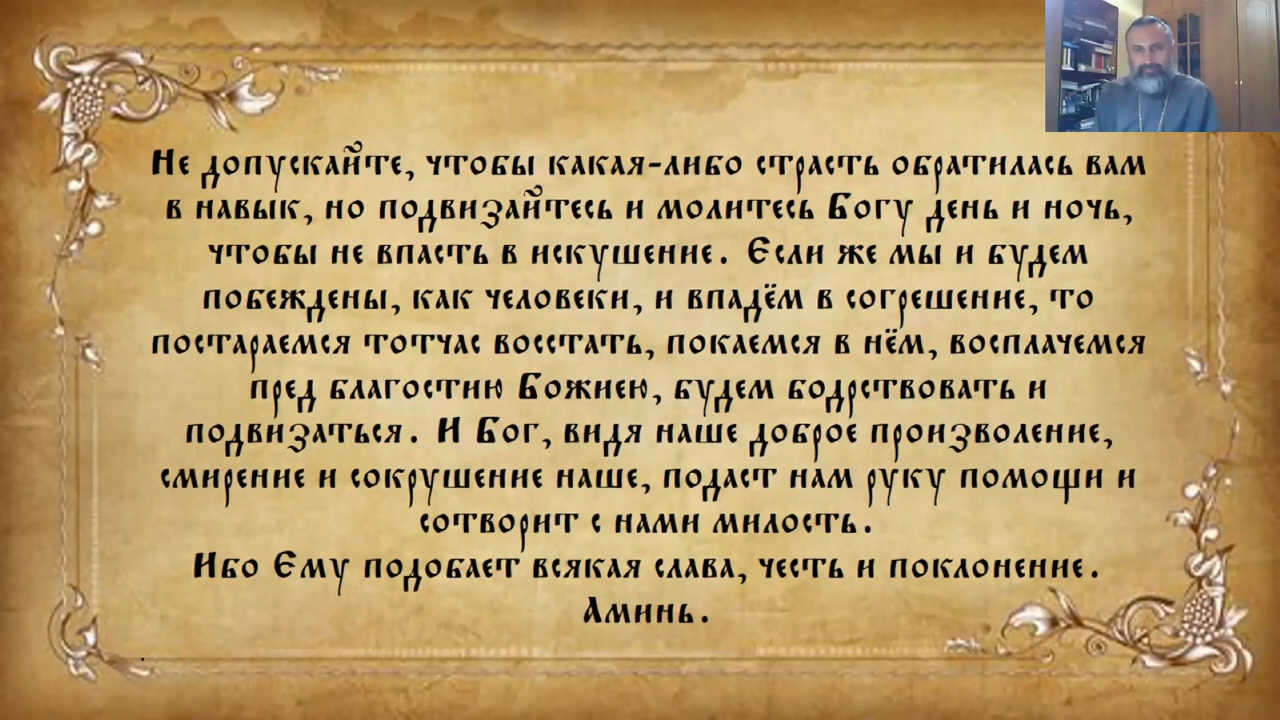 Не допускайте, чтобы какая-либо страсть обратилась вам
в навык, но подвизайтесь и молитесь Богу день и ночь,
чтобы не впасть в искушение. Если же мы и будем
побеждены, как человеки, и впадём в согрешение, то
постараемся тотчас восстать, покаемся в нём, восплачемся
пред благостию Божиею, будем бодрствовать и
подвизаться. И Бог, видя наше доброе произволение,
смирение и сокрушение наше, подаст нам руку помощи и
сотворит с нами милость.
Ибо Ему подобает всякая слава, честь и поклонение.
Аминь.
.